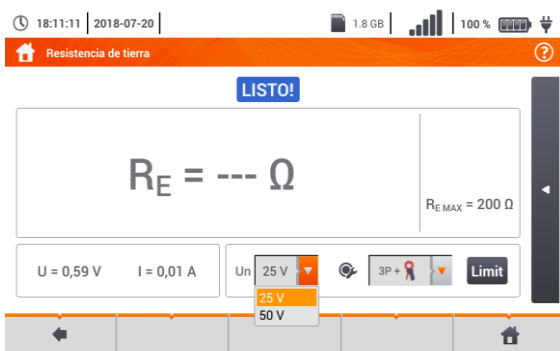 18:11:11 2018-07-20 1.8 GB 100 %
Resistencia de tierra ?
LISTO!
RE = --- Ω
RE MAX = 200 Ω
U = 0,59 V I = 0,01 A Un 25 V 3P + Limit
25 V
50 V